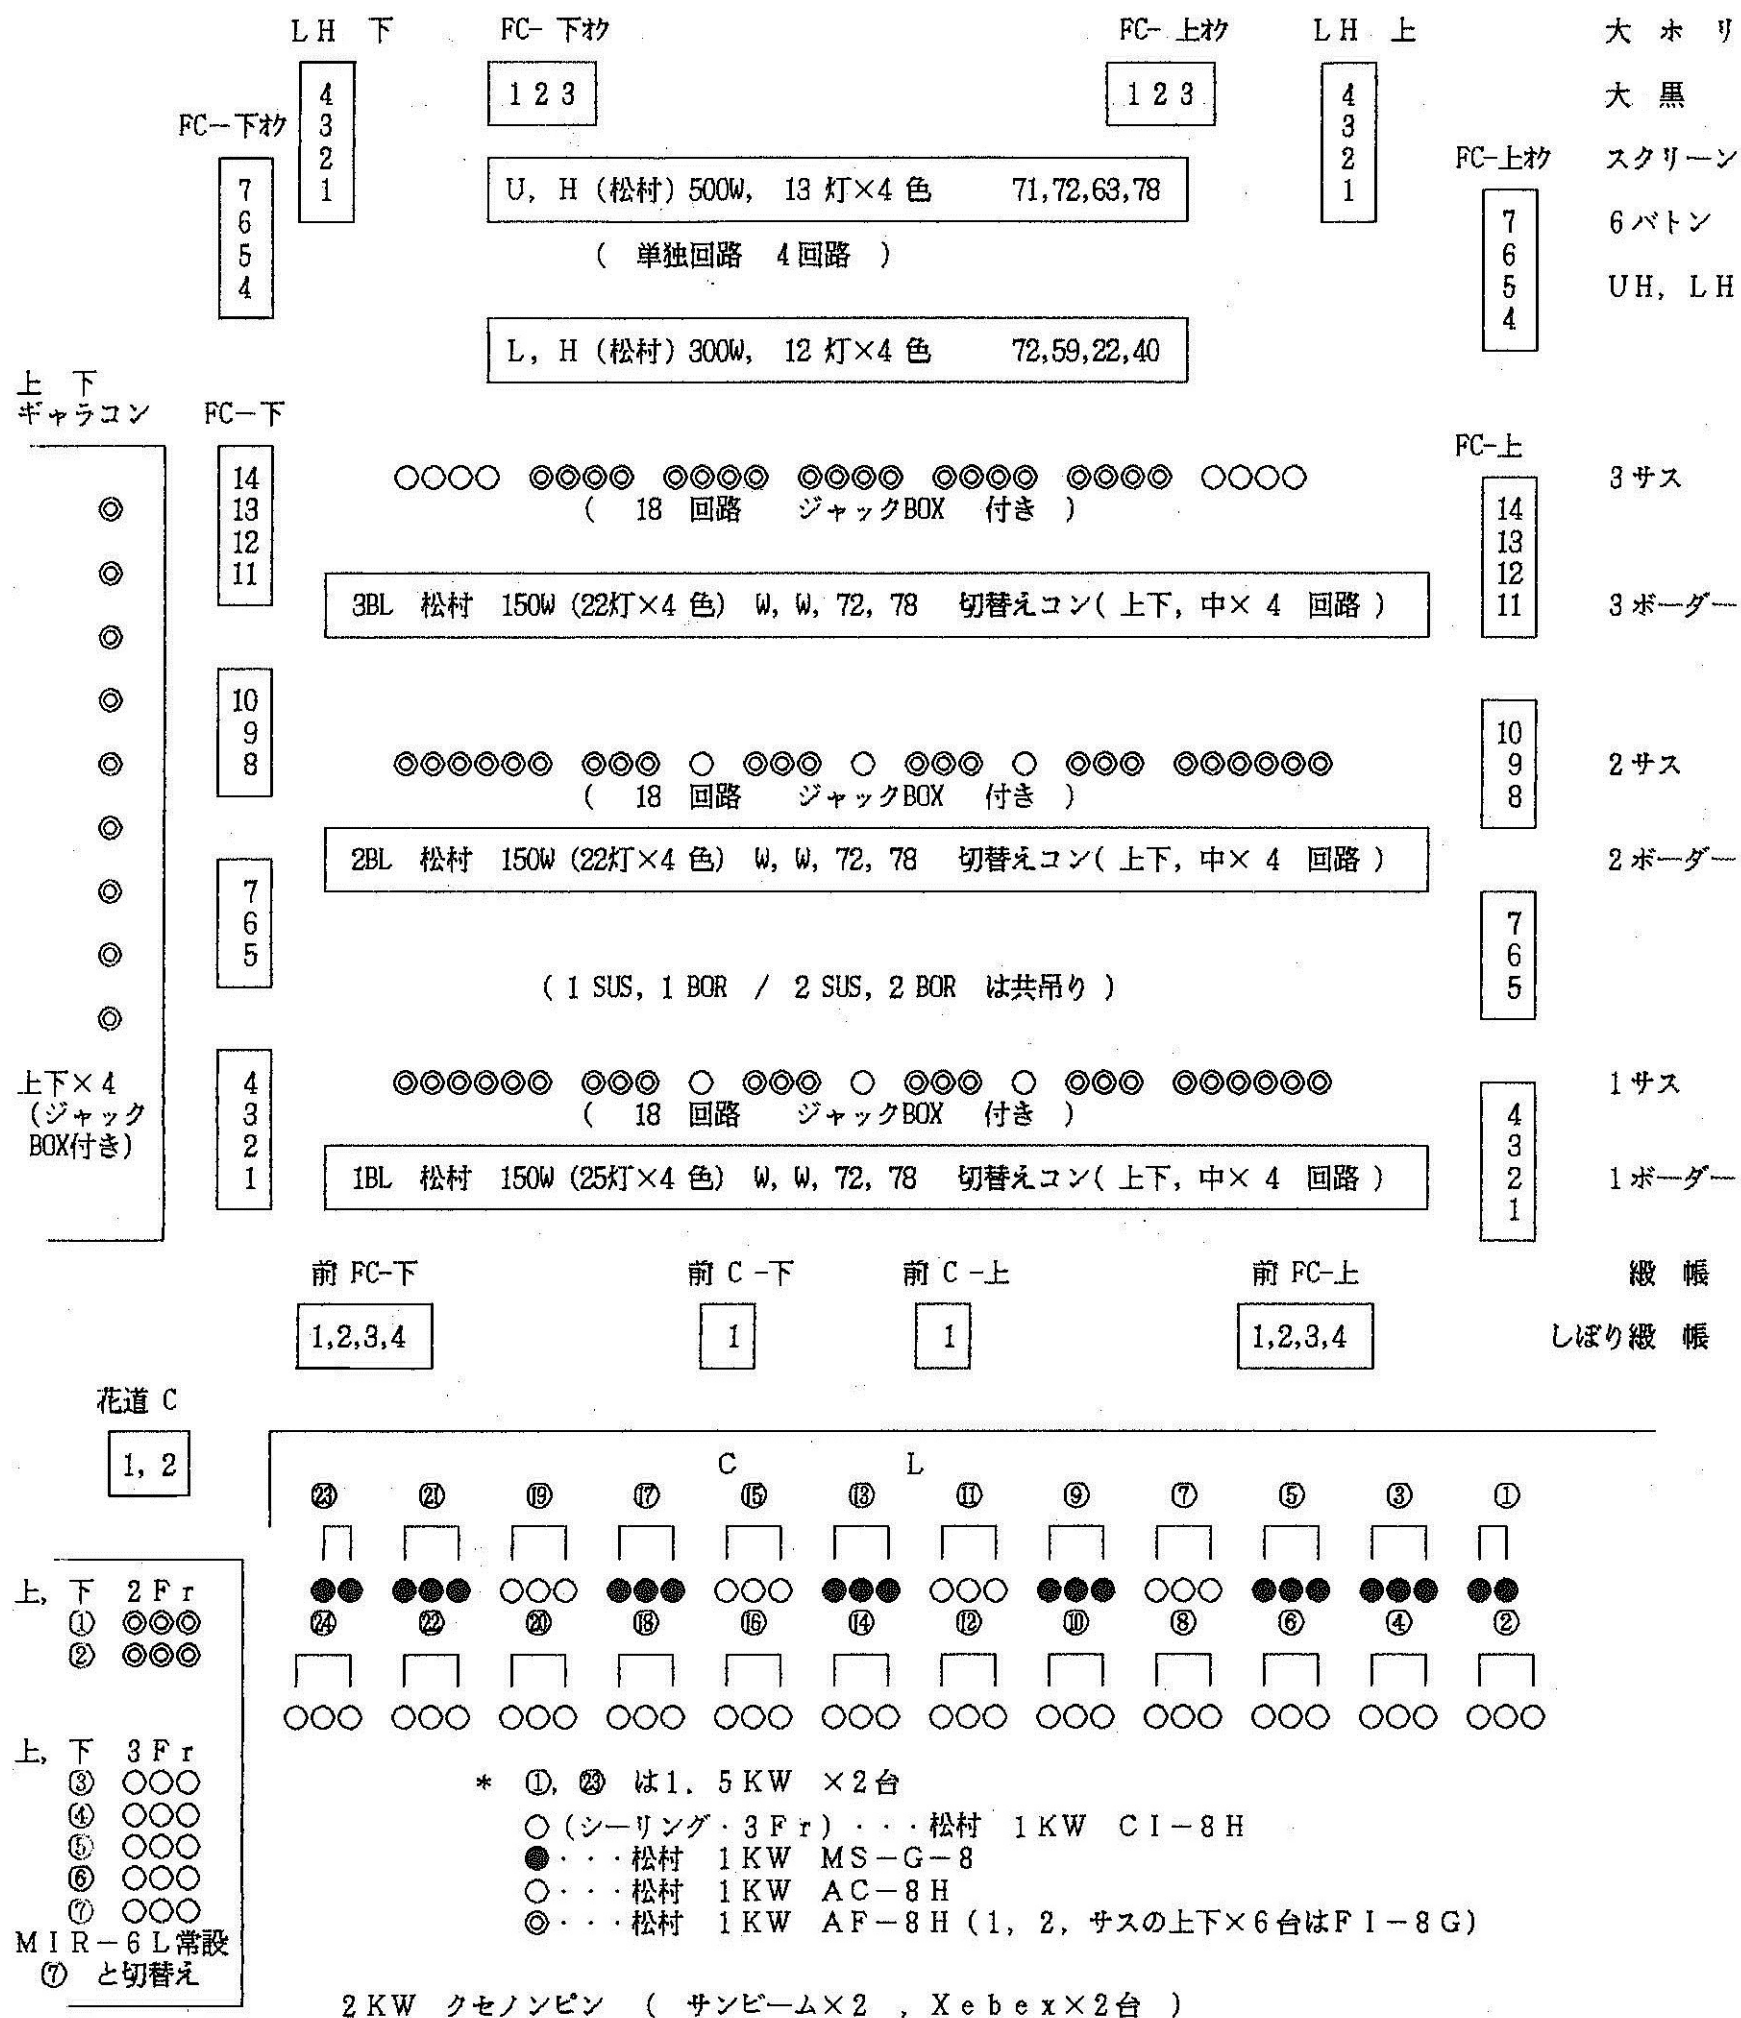 LH 下 FC- 下オク FC- 上オク LH 上 大 ホ リ
4 1 2 3 1 2 3 4 大 黒
FC-下オク 3 3
2 2 FC-上オク スクリーン
7 1 U, H (松村) 500W, 13 灯×4 色 71,72,63,78 1
6 7 6バトン
5 ( 単独回路 4回路 ) 6
4 5 UH, LH
4
L, H (松村) 300W, 12 灯×4 色 72,59,22,40
上 下
ギャラコン FC-下
FC-上
14 ○○○○ ◎◎◎◎ ◎◎◎◎ ◎◎◎◎ ◎◎◎◎ ◎◎◎◎ ○○○○ 3サス
◎ 13 ( 18 回路 ジャックBOX 付き ) 14
12 13
◎ 11 12
3BL 松村 150W (22灯×4 色) W, W, 72, 78 切替えコン( 上下, 中× 4 回路 ) 11 3ボーダー
◎
◎ 10
9 10
◎ 8 ◎◎◎◎◎◎ ◎◎◎ ○ ◎◎◎ ○ ◎◎◎ ○ ◎◎◎ ◎◎◎◎◎◎ 9 2サス
( 18 回路 ジャックBOX 付き ) 8
◎
2BL 松村 150W (22灯×4 色) W, W, 72, 78 切替えコン( 上下, 中× 4 回路 ) 2ボーダー
◎ 7
6 7
◎ 5 6
( 1 SUS, 1 BOR / 2 SUS, 2 BOR は共吊り ) 5
◎
上下×4 4 ◎◎◎◎◎◎ ◎◎◎ ○ ◎◎◎ ○ ◎◎◎ ○ ◎◎◎ ◎◎◎◎◎◎ 1サス
(ジャック 3 ( 18 回路 ジャックBOX 付き ) 4
BOX付き) 2 3
1 1BL 松村 150W (25灯×4 色) W, W, 72, 78 切替えコン( 上下, 中× 4 回路 ) 2 1ボーダー
1
前 FC-下 前 C -下 前 C -上 前 FC-上 緞 帳
1,2,3,4 1 1 1,2,3,4 しぼり緞 帳
花道 C
1, 2 C L
㉓ ㉑ ⑲ ⑰ ⑮ ⑬ ⑪ ⑨ ⑦ ⑤ ③ ①
上, 下 2Fr ●● ●●● ○○○ ●●● ○○○ ●●● ○○○ ●●● ○○○ ●●● ●●● ●●
① ◎◎◎ ㉔ ㉒ ⑳ ⑱ ⑯ ⑭ ⑫ ⑩ ⑧ ⑥ ④ ②
② ◎◎◎
○○○ ○○○ ○○○ ○○○ ○○○ ○○○ ○○○ ○○○ ○○○ ○○○ ○○○ ○○○
上, 下 3Fr
③ ○○○ * ①, ㉓ は1. 5KW ×2台
④ ○○○ ○(シーリング・3Fr)・・・松村 1KW CI-8H
⑤ ○○○ ●・・・松村 1KW MS-G-8
⑥ ○○○ ○・・・松村 1KW AC-8H
⑦ ○○○ ◎・・・松村 1KW AF-8H(1, 2, サスの上下×6台はFI-8G)
MIR-6L常設
⑦ と切替え
2KW クセノンピン ( サンビーム×2 , Xebex×2台 )